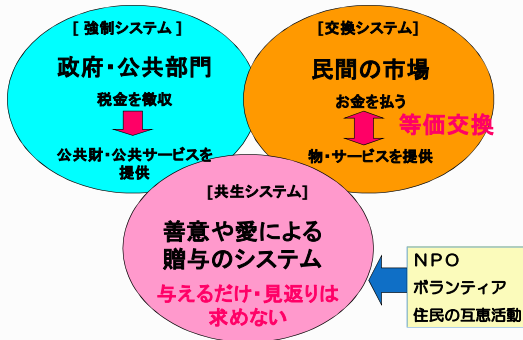 [ 強制システム ]
政府・公共部門
税金を徴収
公共財・公共サービスを
提供
[交換システム]
民間の市場
お金を払う
等価交換
物・サービスを提供
[共生システム]
善意や愛による
贈与のシステム
与えるだけ・見返りは
求めない
NPO
ボランティア
住民の互恵活動